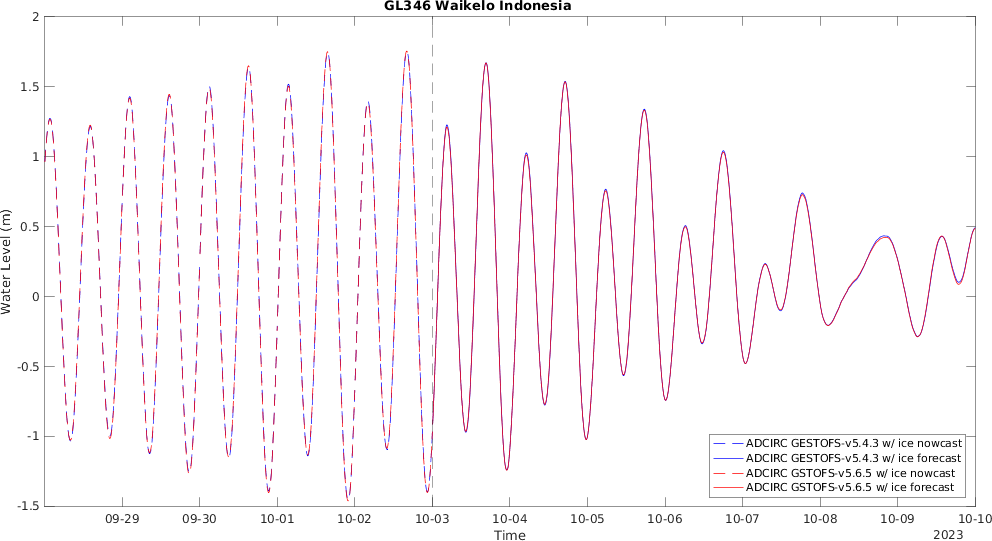 GL346 Waikelo Indonesia
2
1.5
1
0.5
0
-0.5
-1
-1.5
Water Level (m)
ADCIRC GESTOFS-v5.4.3 w/ ice nowcast
ADCIRC GESTOFS-v5.4.3 w/ ice forecast
ADCIRC GSTOFS-v5.6.5 w/ ice nowcast
ADCIRC GSTOFS-v5.6.5 w/ ice forecast
09-29 09-30 10-01 10-02 10-03 10-04 10-05 10-06 10-07 10-08 10-09 10-10
Time
2023